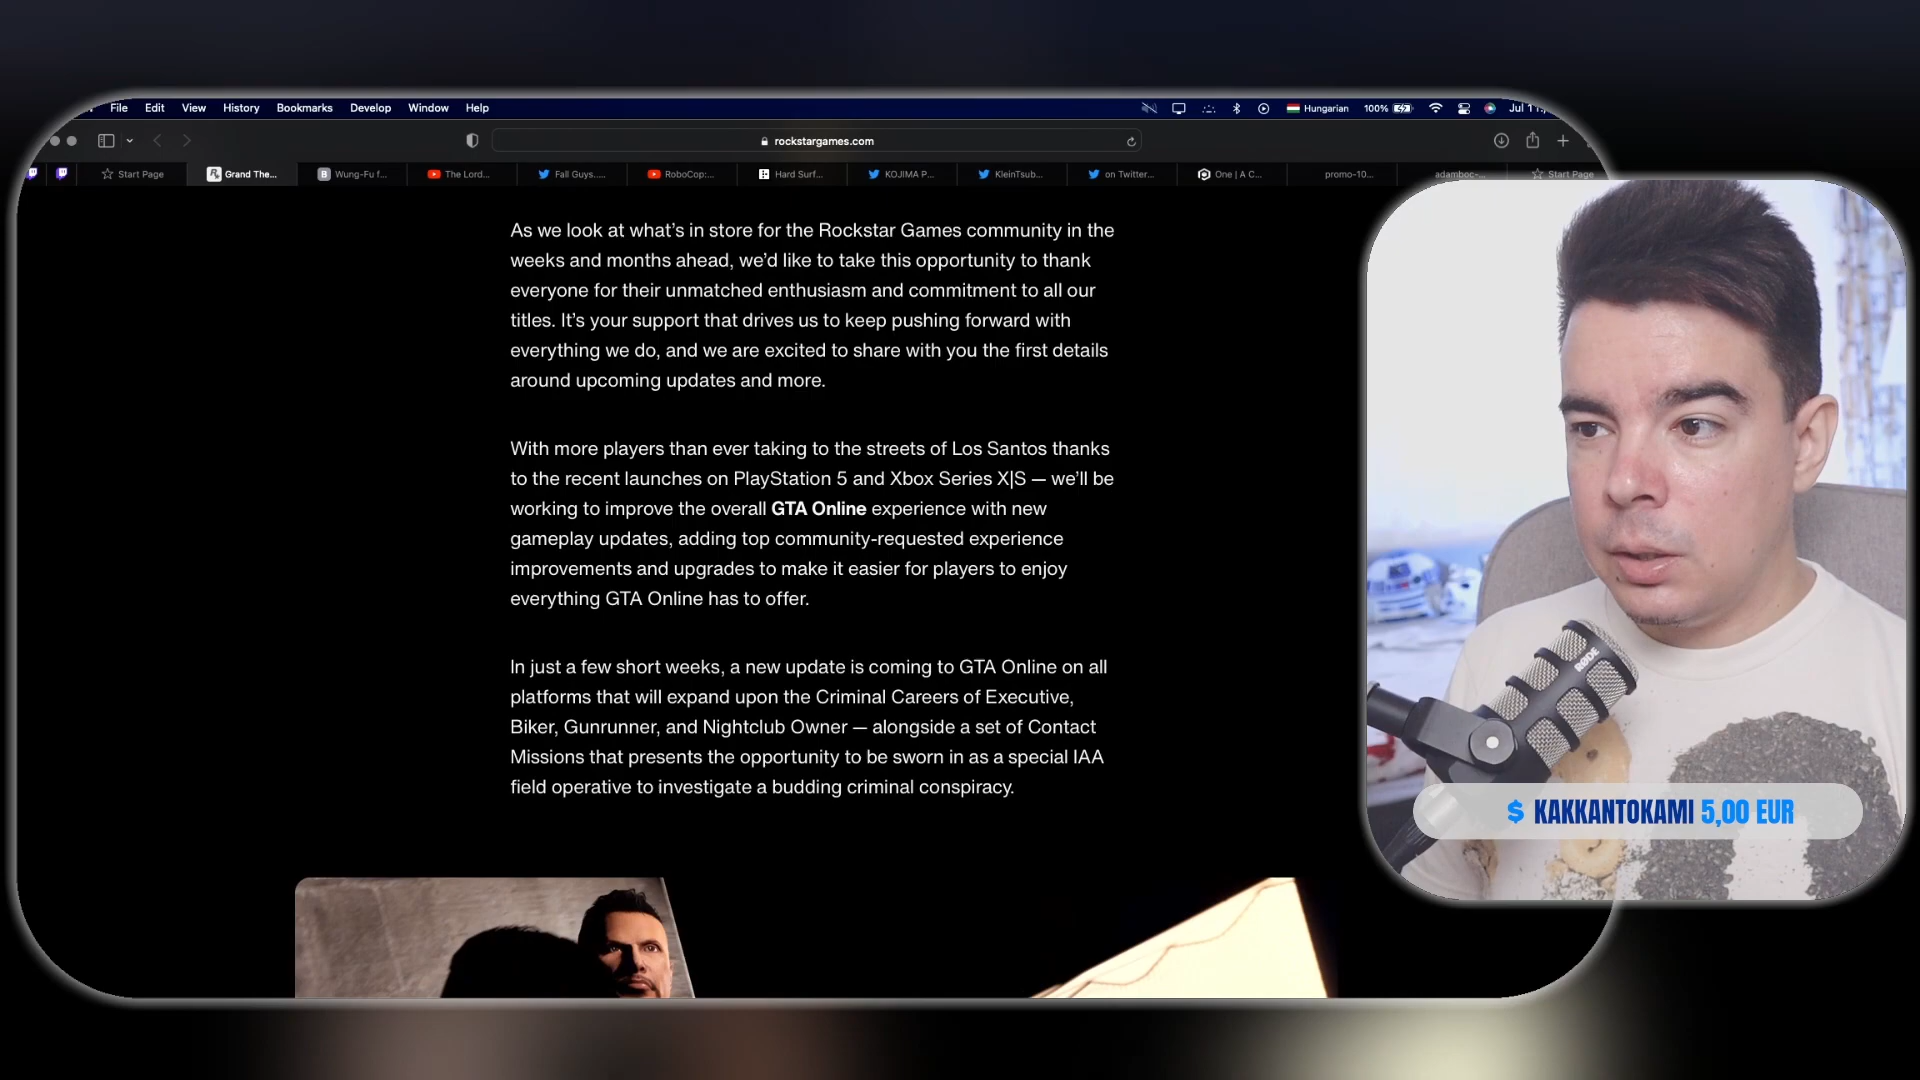 File Edit View History Bookmarks Develop Window Help
Hungarian 100% Jul 1
rockstargames.com
Start Page Grand The... Wung-Fu f... The Lord... Fall Guys.... RoboCop:... Hard Surf... KOJIMA P... KleinTsub... on Twitter... One | A C... promo-10... adamboc-... Start Page
As we look at what's in store for the Rockstar Games community in the
weeks and months ahead, we'd like to take this opportunity to thank
everyone for their unmatched enthusiasm and commitment to all our
titles. It's your support that drives us to keep pushing forward with
everything we do, and we are excited to share with you the first details
around upcoming updates and more.
With more players than ever taking to the streets of Los Santos thanks
to the recent launches on PlayStation 5 and Xbox Series X|S — we'll be
working to improve the overall GTA Online experience with new
gameplay updates, adding top community-requested experience
improvements and upgrades to make it easier for players to enjoy
everything GTA Online has to offer.
In just a few short weeks, a new update is coming to GTA Online on all
platforms that will expand upon the Criminal Careers of Executive,
Biker, Gunrunner, and Nightclub Owner — alongside a set of Contact
Missions that presents the opportunity to be sworn in as a special IAA
field operative to investigate a budding criminal conspiracy.
RØDE
$ KAKKANTOKAMI 5,00 EUR